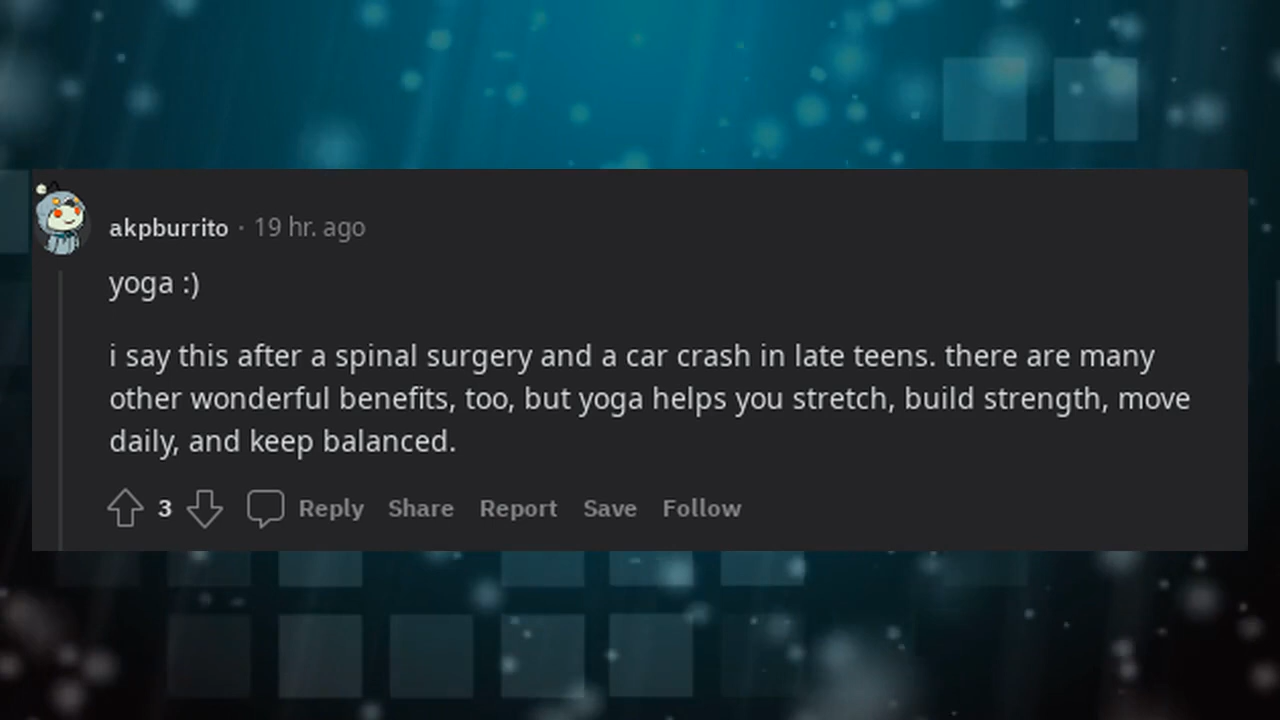 akpburrito · 19 hr. ago
yoga :)
i say this after a spinal surgery and a car crash in late teens. there are many
other wonderful benefits, too, but yoga helps you stretch, build strength, move
daily, and keep balanced.
3 Reply Share Report Save Follow